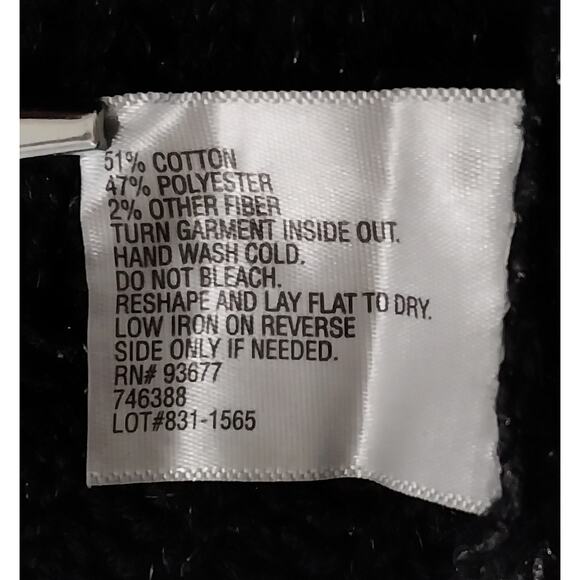 51% COTTON
47% POLYESTER
2% OTHER FIBER
TURN GARMENT INSIDE OUT.
HAND WASH COLD.
DO NOT BLEACH.
RESHAPE AND LAY FLAT TO DRY.
LOW IRON ON REVERSE
SIDE ONLY IF NEEDED.
RN# 93677
746388
LOT#831-1565